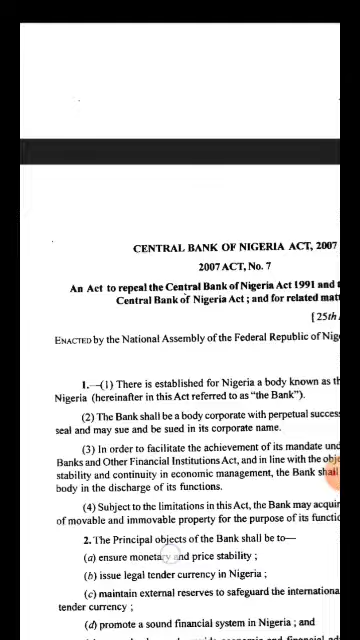 CENTRAL BANK OF NIGERIA ACT, 2007
2007 ACT, No. 7
An Act to repeal the Central Bank of Nigeria Act 1991 and
Central Bank of Nigeria Act ; and for related
[ 25th
ENACTED by the National Assembly of the Federal Republic of
1.—(1) There is established for Nigeria a body known as
Nigeria (hereinafter in this Act referred to as “the Bank”).
(2) The Bank shall be a body corporate with perpetual
seal and may sue and be sued in its corporate name.
(3) In order to facilitate the achievement of its mandate
Banks and Other Financial Institutions Act, and in line with the
stability and continuity in economic management, the Bank shall
body in the discharge of its functions.
(4) Subject to the limitations in this Act, the Bank may
of movable and immovable property for the purpose of its
2. The Principal objects of the Bank shall be to—
(a) ensure monetary and price stability ;
(b) issue legal tender currency in Nigeria ;
(c) maintain external reserves to safeguard the
tender currency ;
(d) promote a sound financial system in Nigeria ; and